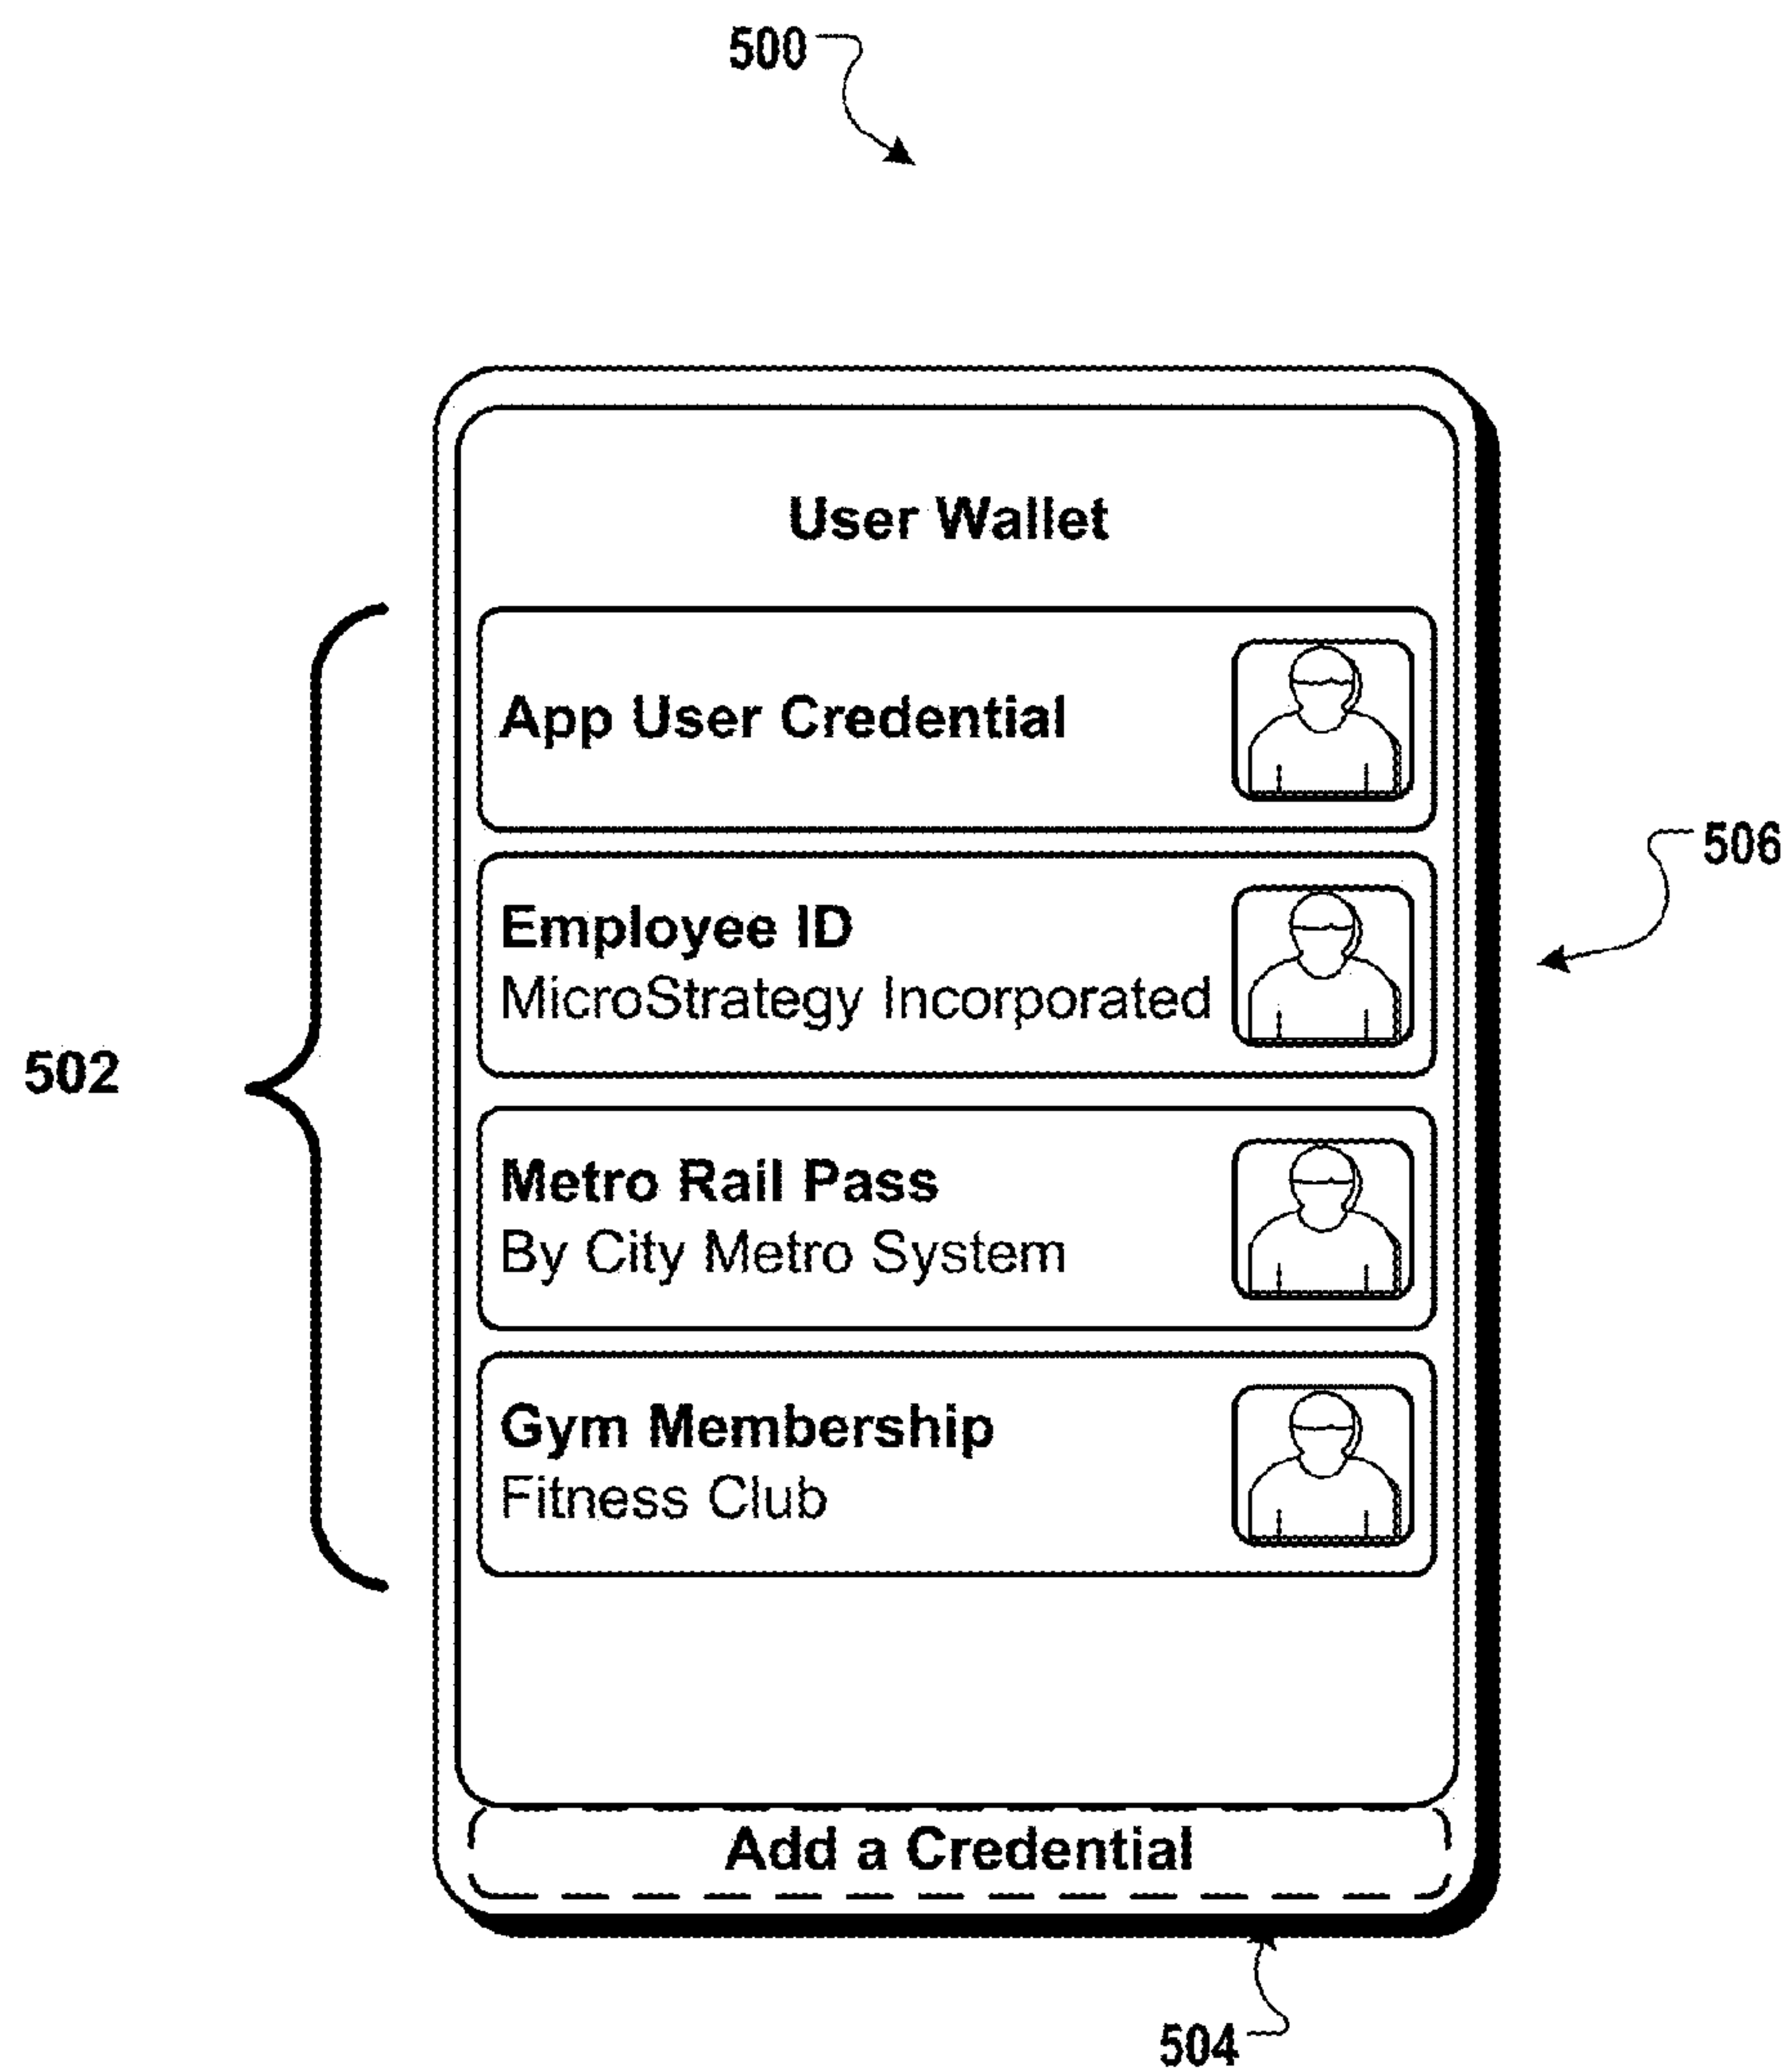 500
User Wallet
App User Credential
506
Employee ID
MicroStrategy Incorporated
502
Metro Rail Pass
By City Metro System
Gym Membership
Fitness Club
Add a Credential
504